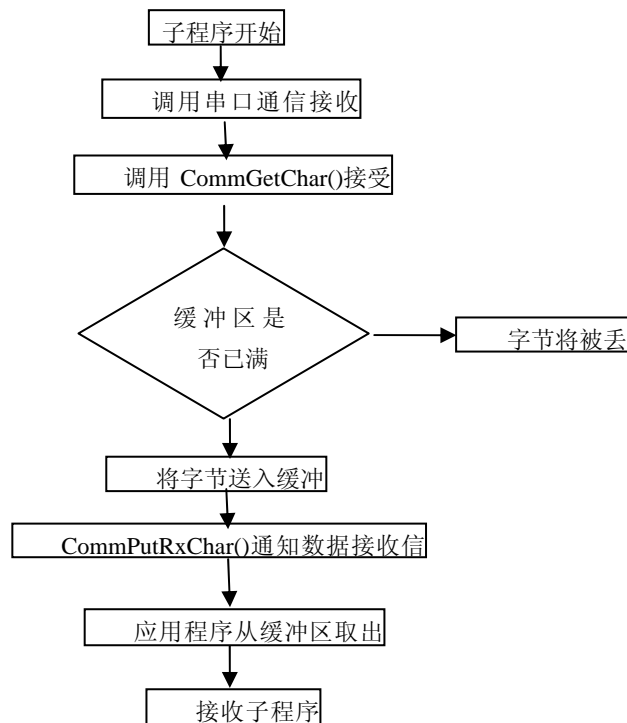 子程序开始
调用串口通信接收
调用 CommGetChar()接受
缓冲区是
否已满
字节将被丢
将字节送入缓冲
CommPutRxChar()通知数据接收信
应用程序从缓冲区取出
接收子程序